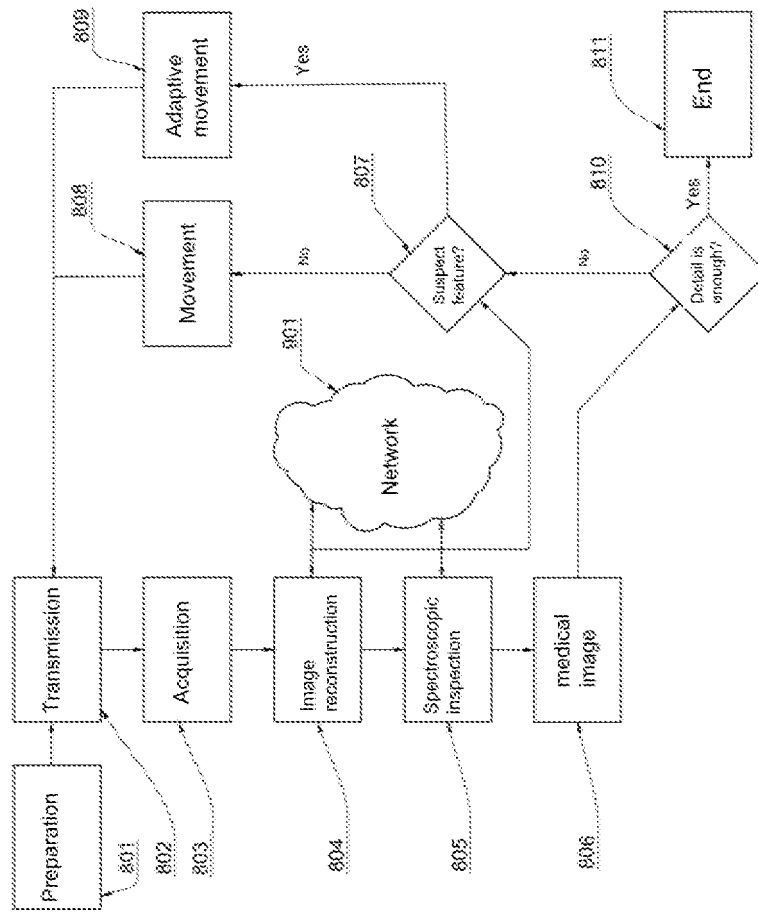 Preparation
Transmission
Adaptive
movement
809
801
802
Acquisition
803
Movement
808
Image
reconstruction
804
Network
901
Spectroscopic
inspection
805
Suspect
feature?
807
No
Yes
medical
image
806
No
Detail is
enough?
810
Yes
End
811